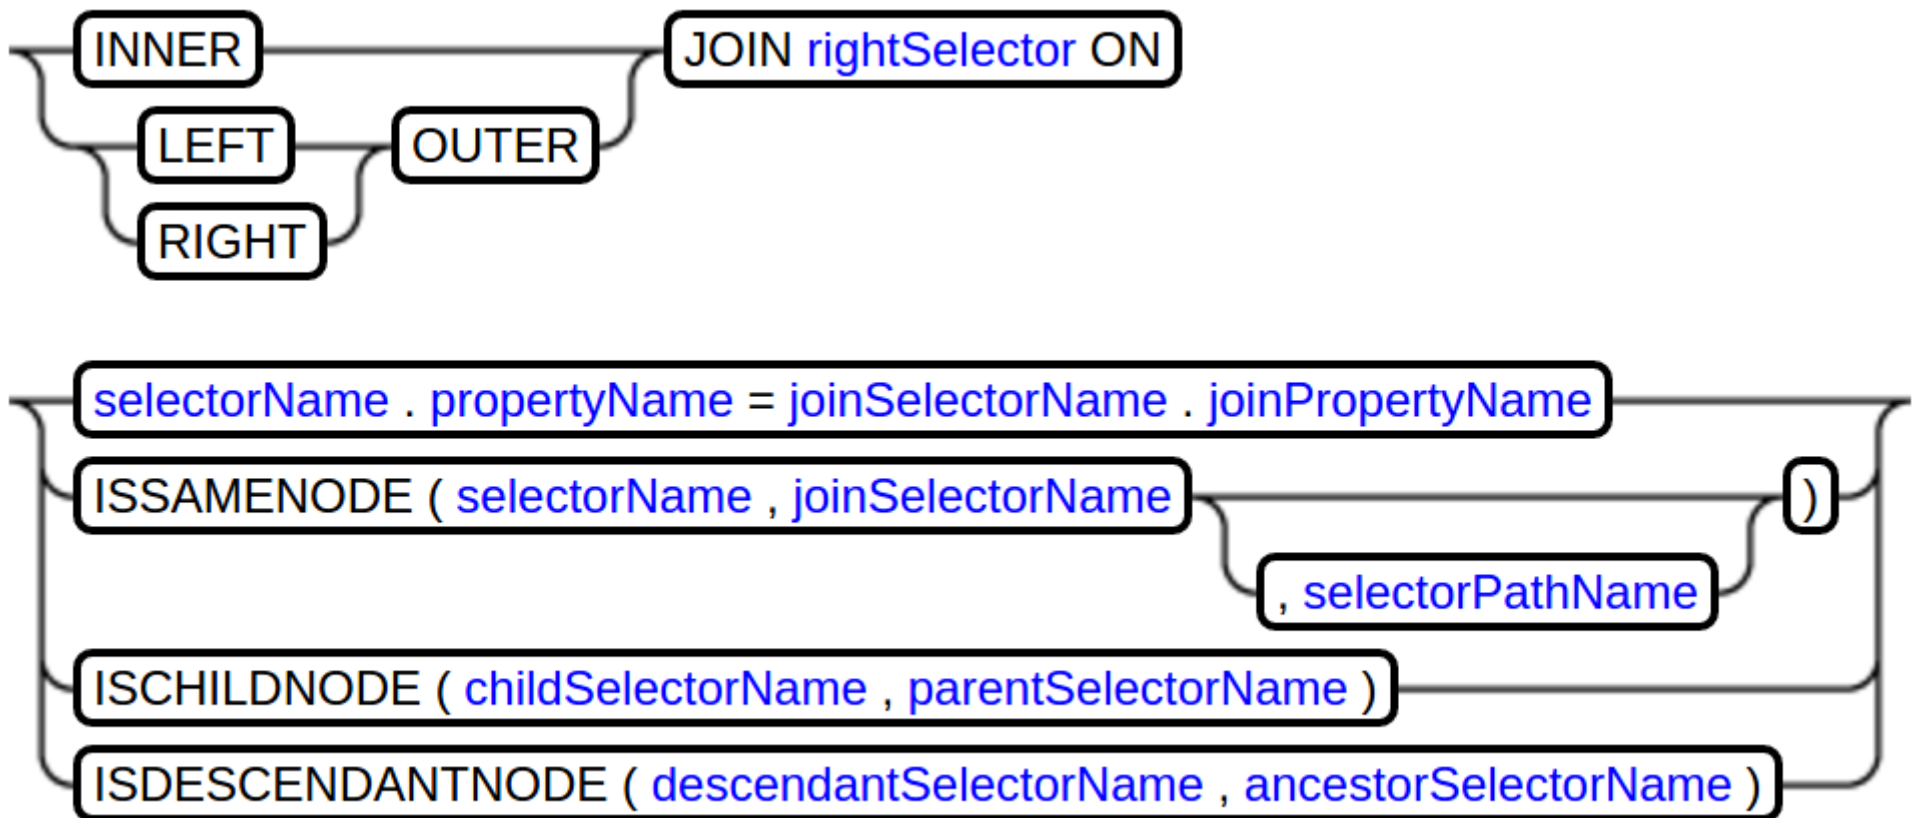 INNER JOIN rightSelector ON
LEFT OUTER
RIGHT
selectorName . propertyName = joinSelectorName . joinPropertyName
ISSAMENODE ( selectorName , joinSelectorName )
, selectorPathName
ISCHILDNODE ( childSelectorName , parentSelectorName )
ISDESCENDANTNODE ( descendantSelectorName , ancestorSelectorName )